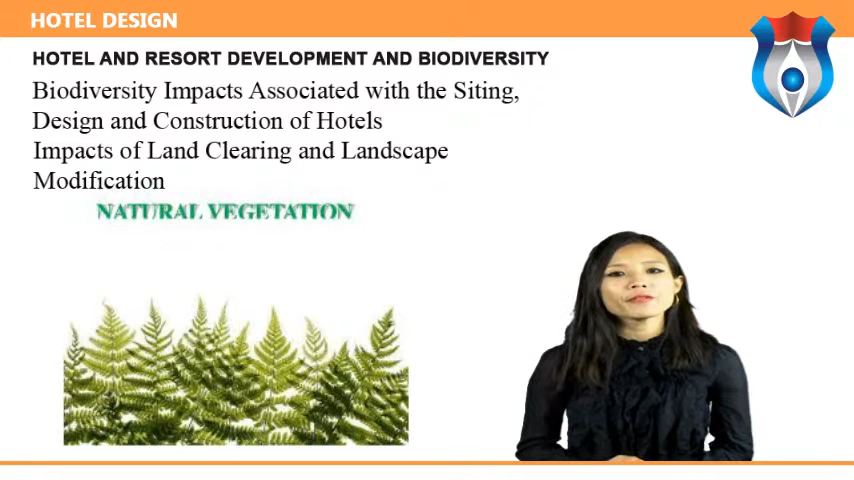 HOTEL DESIGN
HOTEL AND RESORT DEVELOPMENT AND BIODIVERSITY
Biodiversity Impacts Associated with the Siting,
Design and Construction of Hotels
Impacts of Land Clearing and Landscape
Modification
NATURAL VEGETATION